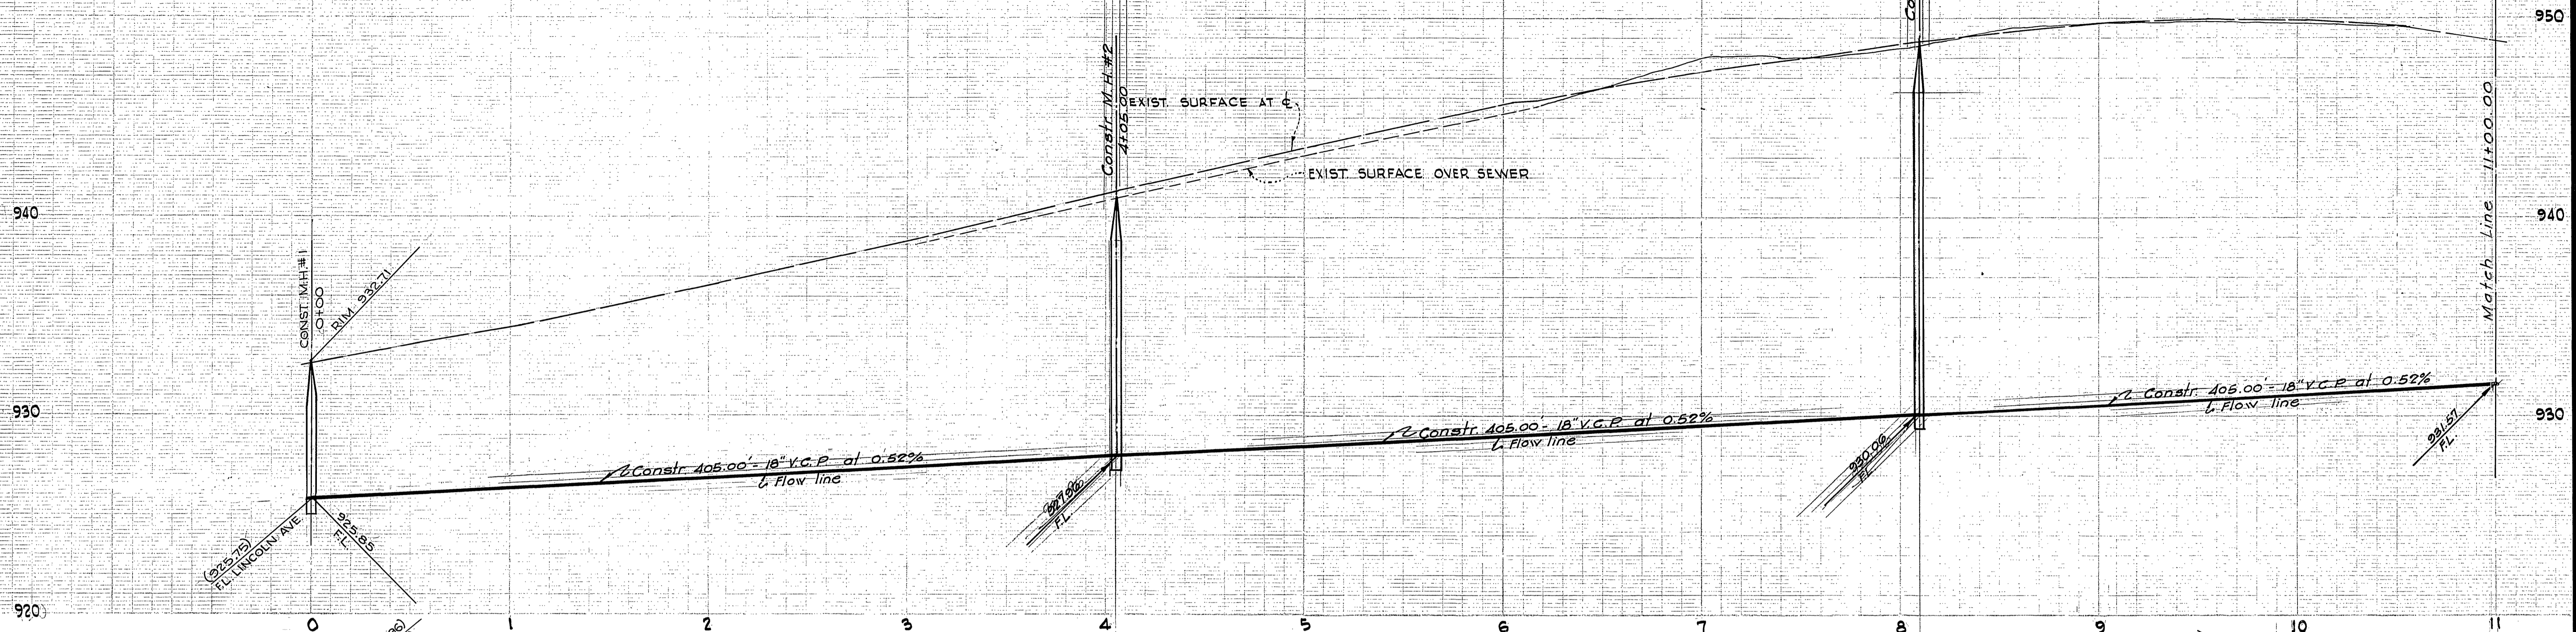 950
950
940
940
930
930
920
CONST. M.H. #1
0+00
RIM 932.71
Constr. M.H. #2
4+05.00
EXIST. SURFACE AT ℄
EXIST. SURFACE OVER SEWER
Match Line 11+00.00
Constr. 405.00'-18" V.C.P. at 0.52%
Flow line
Constr. 405.00'-18" V.C.P. at 0.52%
Flow line
Constr. 405.00'-18" V.C.P. at 0.52%
Flow line
(925.75)
F.L. LINCOLN AVE
925.85
F.L.
927.96
F.L.
930.06
F.L.
931.57
F.L.
0 1 2 3 4 5 6 7 8 9 10 11